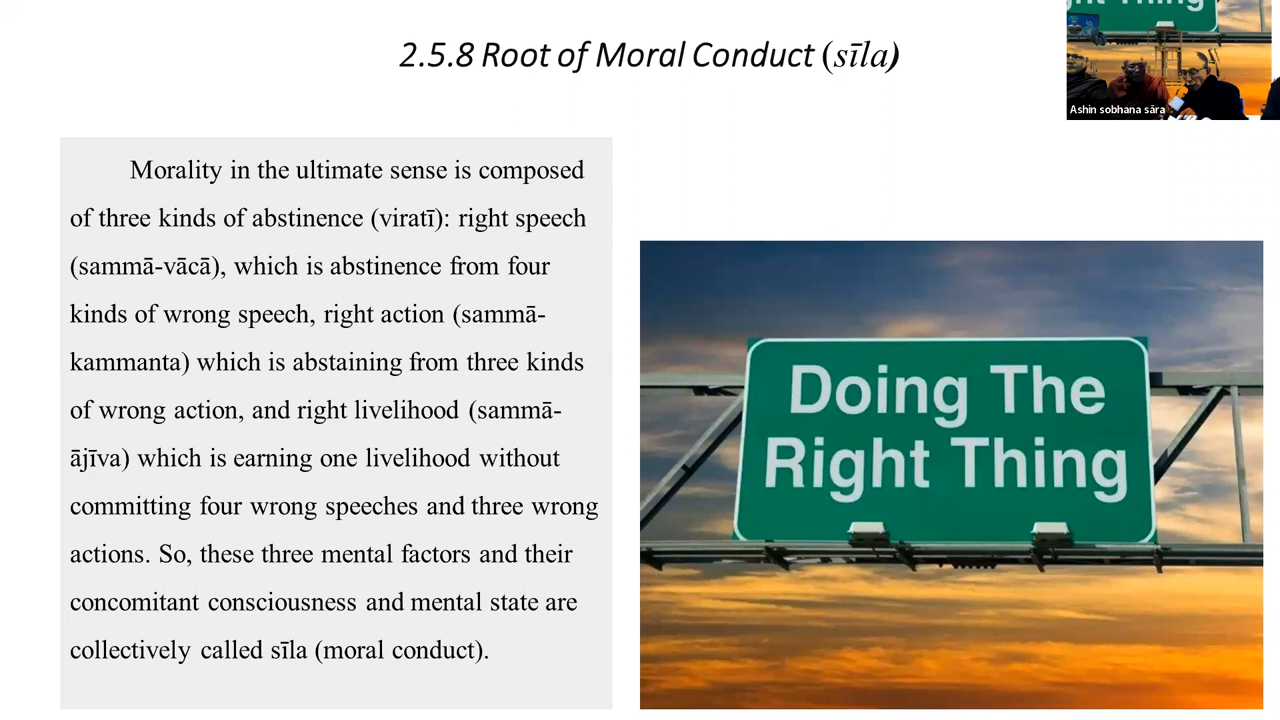 2.5.8 Root of Moral Conduct (sīla)
Right Thing
Ashin sobhana sāra
Morality in the ultimate sense is composed
of three kinds of abstinence (viratī): right speech
(sammā-vācā), which is abstinence from four
kinds of wrong speech, right action (sammā-
kammanta) which is abstaining from three kinds
of wrong action, and right livelihood (sammā-
ājīva) which is earning one livelihood without
committing four wrong speeches and three wrong
actions. So, these three mental factors and their
concomitant consciousness and mental state are
collectively called sīla (moral conduct).
Doing The
Right Thing